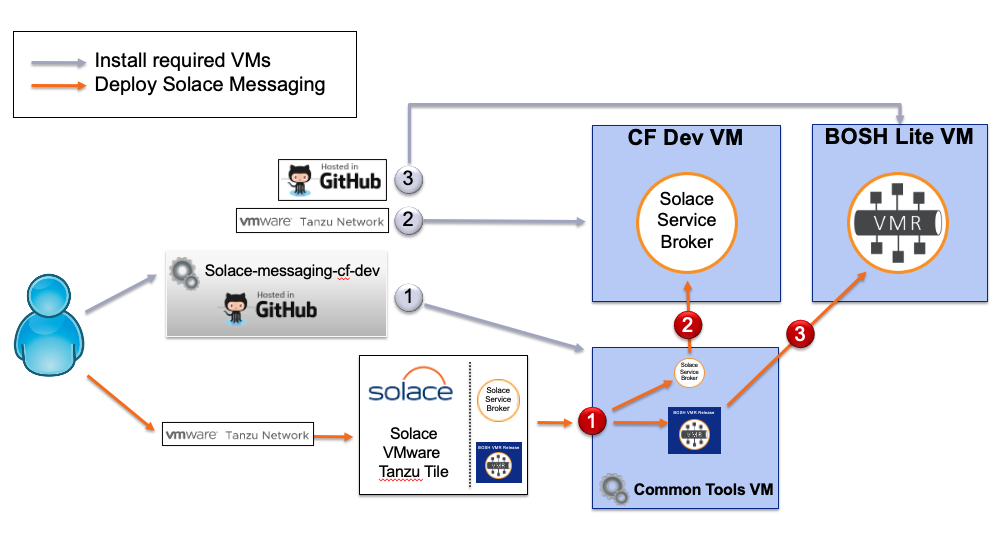 Install required VMs
Deploy Solace Messaging
Hosted in
GitHub
3
vmware Tanzu Network
2
Solace-messaging-cf-dev
Hosted in
GitHub
1
CF Dev VM
Solace
Service
Broker
BOSH Lite VM
VMR
2
3
vmware Tanzu Network
solace
Solace
VMware
Tanzu Tile
Solace
Service
Broker
BOSH VMR Release
VMR
1
Solace
Service
Broker
BOSH VMR Release
VMR
Common Tools VM